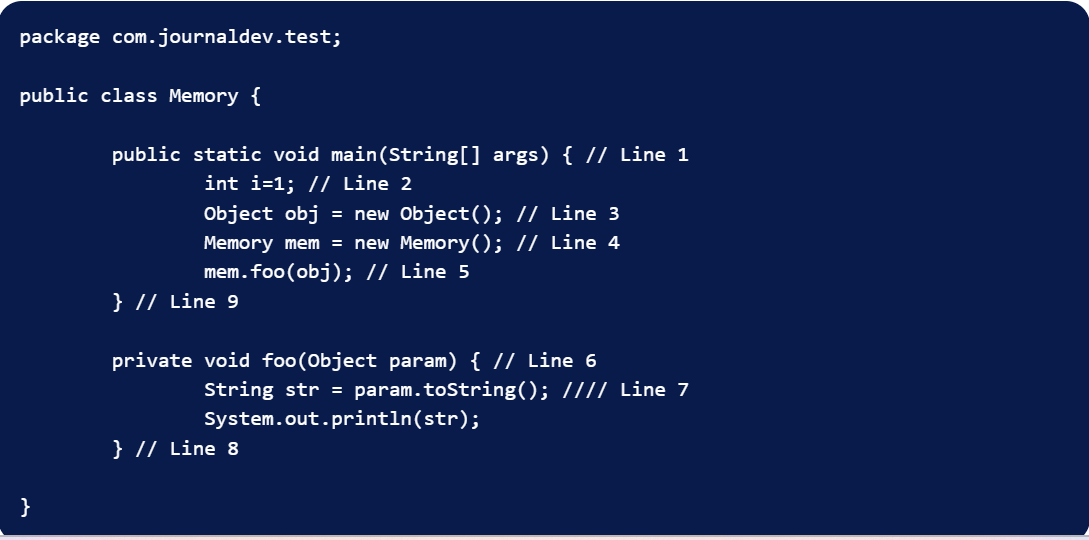 package com.journaldev.test;
public class Memory {
public static void main(String[] args) { // Line 1
int i=1; // Line 2
Object obj = new Object(); // Line 3
Memory mem = new Memory(); // Line 4
mem.foo(obj); // Line 5
} // Line 9
private void foo(Object param) { // Line 6
String str = param.toString(); //// Line 7
System.out.println(str);
} // Line 8
}